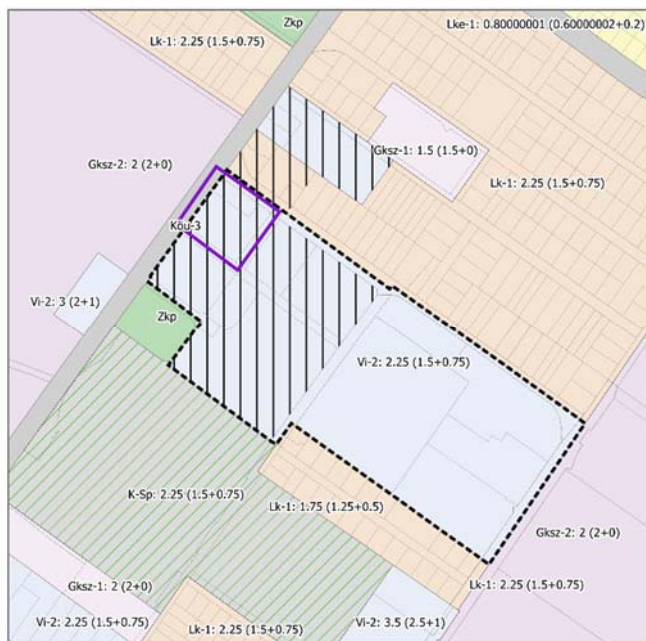 Zkp
Lke-1: 0.80000001 (0.60000002+0.2)
Lk-1: 2.25 (1.5+0.75)
Gksz-1: 1.5 (1.5+0)
Gksz-2: 2 (2+0)
Lk-1: 2.25 (1.5+0.75)
Köu-3
Vi-2: 3 (2+1)
Zkp
Vi-2: 2.25 (1.5+0.75)
K-Sp: 2.25 (1.5+0.75)
Lk-1: 1.75 (1.25+0.5)
Gksz-2: 2 (2+0)
Gksz-1: 2 (2+0)
Lk-1: 2.25 (1.5+0.75)
Vi-2: 2.25 (1.5+0.75)
Lk-1: 2.25 (1.5+0.75)
Vi-2: 3.5 (2.5+1)